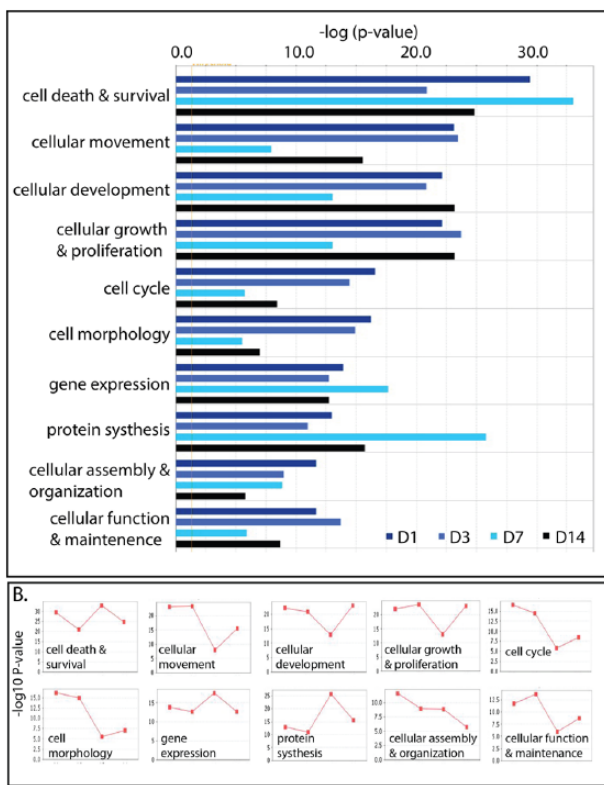 -log (p-value)
0.0 10.0 20.0 30.0
cell death & survival
cellular movement
cellular development
cellular growth
& proliferation
cell cycle
cell morphology
gene expression
protein systhesis
cellular assembly &
organization
cellular function
& maintenence
D1 D3 D7 D14
B.
-log10 P-value
cell death &
survival
cellular
movement
cellular
development
cellular growth
& proliferation
cell cycle
cell
morphology
gene
expression
protein
systhesis
cellular assembly
& organization
cellular function
& maintenance